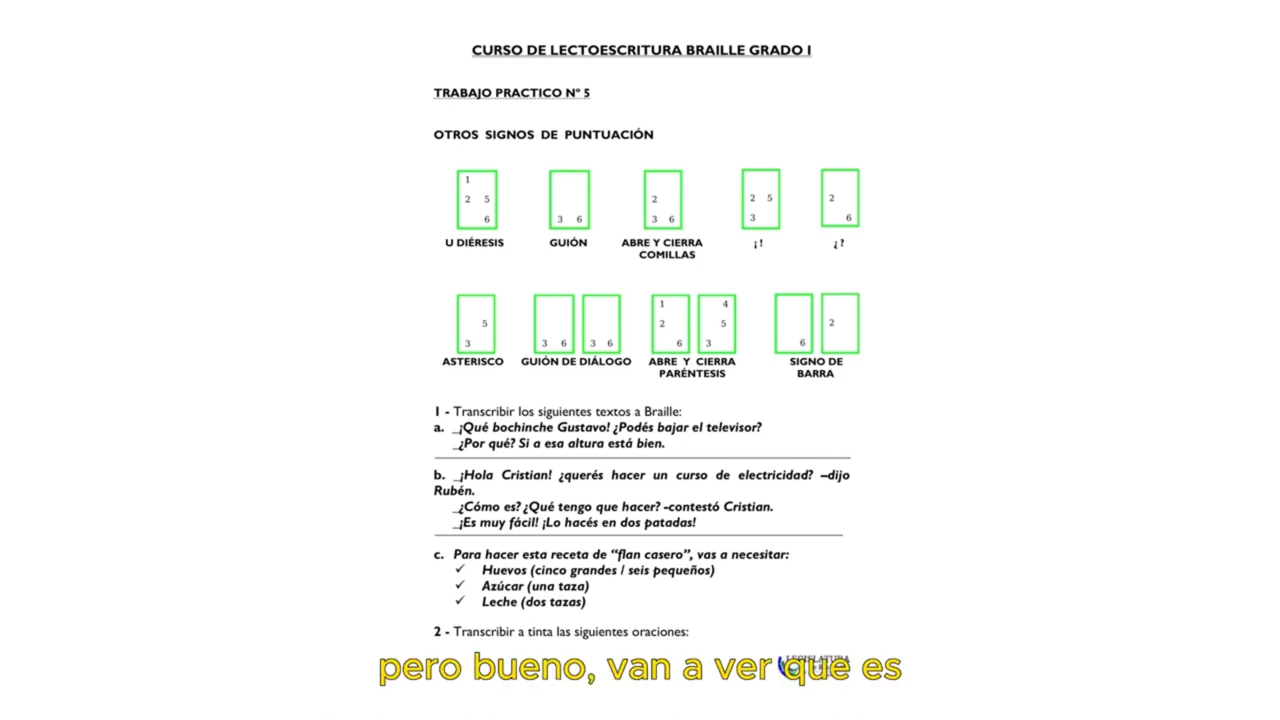 CURSO DE LECTOESCRITURA BRAILLE GRADO I
TRABAJO PRACTICO Nº 5
OTROS SIGNOS DE PUNTUACIÓN
1
2 5
6
3 6
2
3 6
2 5
3
2
6
U DIÉRESIS GUIÓN ABRE Y CIERRA COMILLAS ¡ ! ¿ ?
5
3
3 6
3 6
1
2
6
4
5
3
6
2
ASTERISCO GUIÓN DE DIÁLOGO ABRE Y CIERRA PARÉNTESIS SIGNO DE BARRA
1 - Transcribir los siguientes textos a Braille:
a. _¡Qué bochinche Gustavo! ¿Podés bajar el televisor?
_¿Por qué? Si a esa altura está bien.
b. _¡Hola Cristian! ¿querés hacer un curso de electricidad? –dijo
Rubén.
_¿Cómo es? ¿Qué tengo que hacer? -contestó Cristian.
_¡Es muy fácil! ¡Lo hacés en dos patadas!
c. Para hacer esta receta de “flan casero”, vas a necesitar:
✓ Huevos (cinco grandes / seis pequeños)
✓ Azúcar (una taza)
✓ Leche (dos tazas)
2 - Transcribir a tinta las siguientes oraciones:
LEGISLATURA
pero bueno, van a ver que es